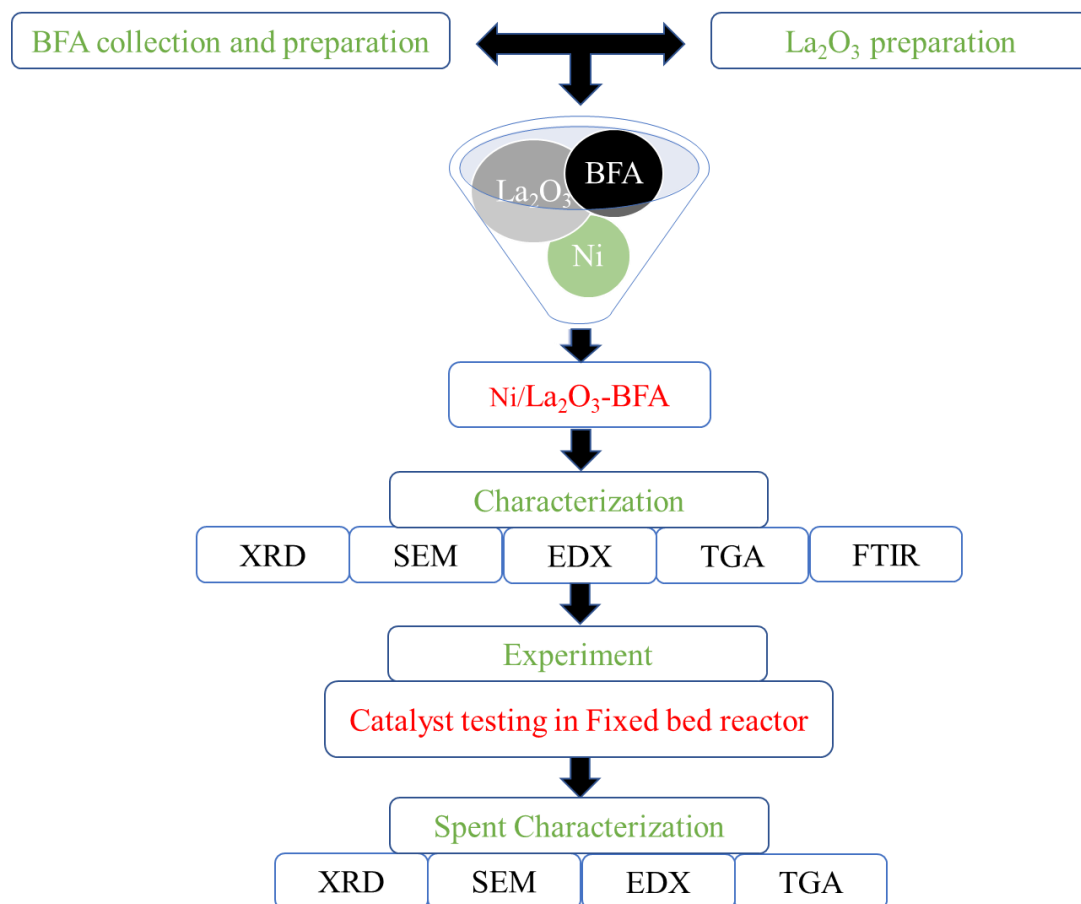 BFA collection and preparation
La₂O₃ preparation
La₂O₃
BFA
Ni
Ni/La₂O₃-BFA
Characterization
XRD SEM EDX TGA FTIR
Experiment
Catalyst testing in Fixed bed reactor
Spent Characterization
XRD SEM EDX TGA